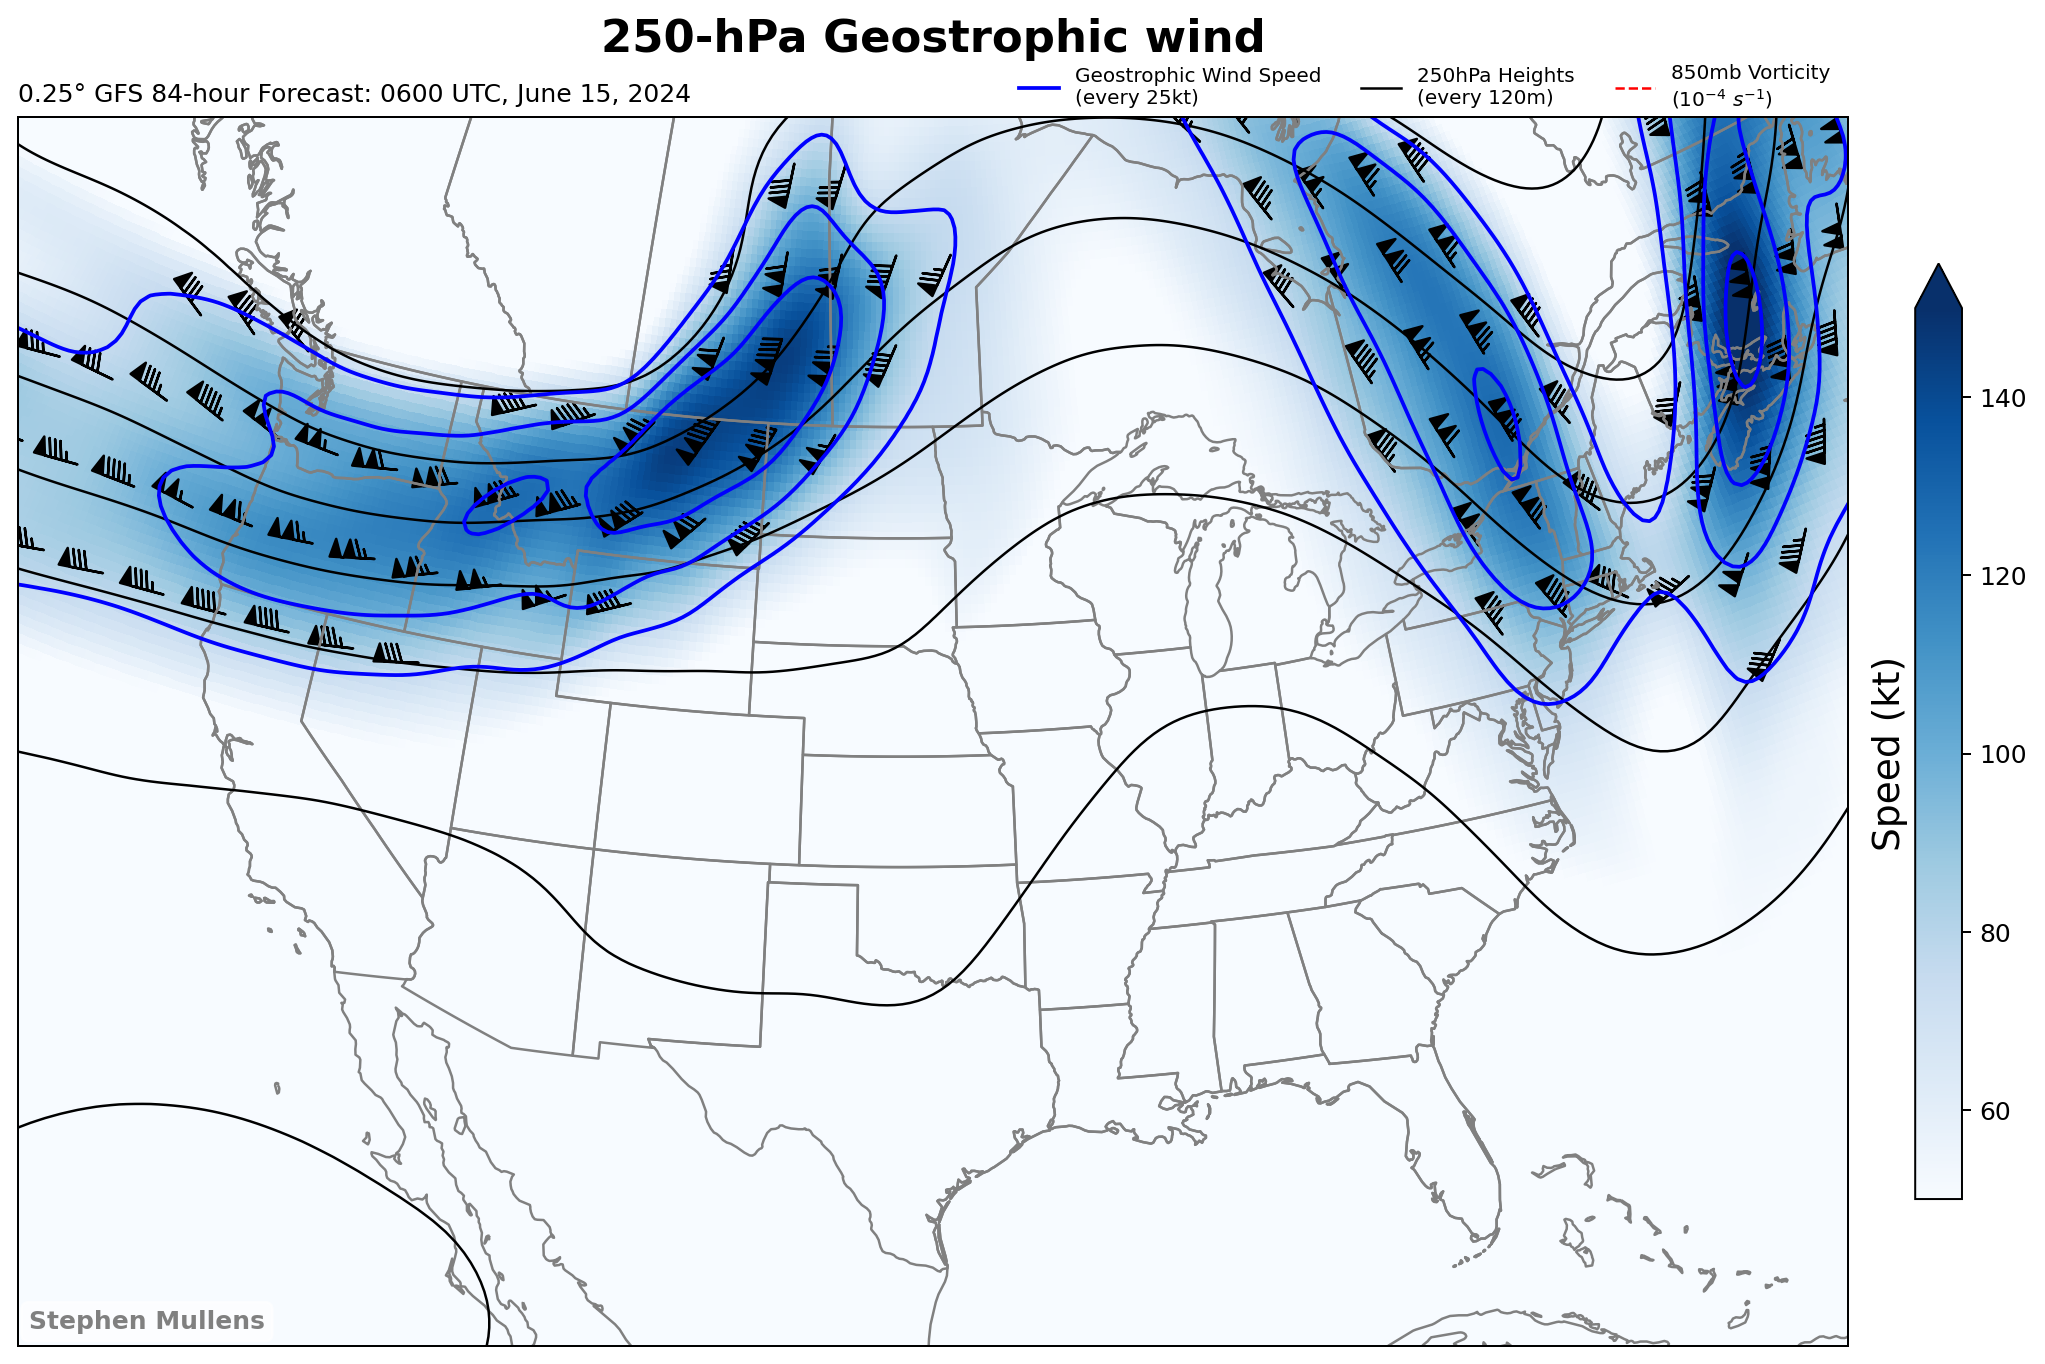 250-hPa Geostrophic wind
0.25° GFS 84-hour Forecast: 0600 UTC, June 15, 2024
Geostrophic Wind Speed
(every 25kt)
250hPa Heights
(every 120m)
850mb Vorticity
(10⁻⁴ s⁻¹)
140
120
100
80
60
Speed (kt)
Stephen Mullens